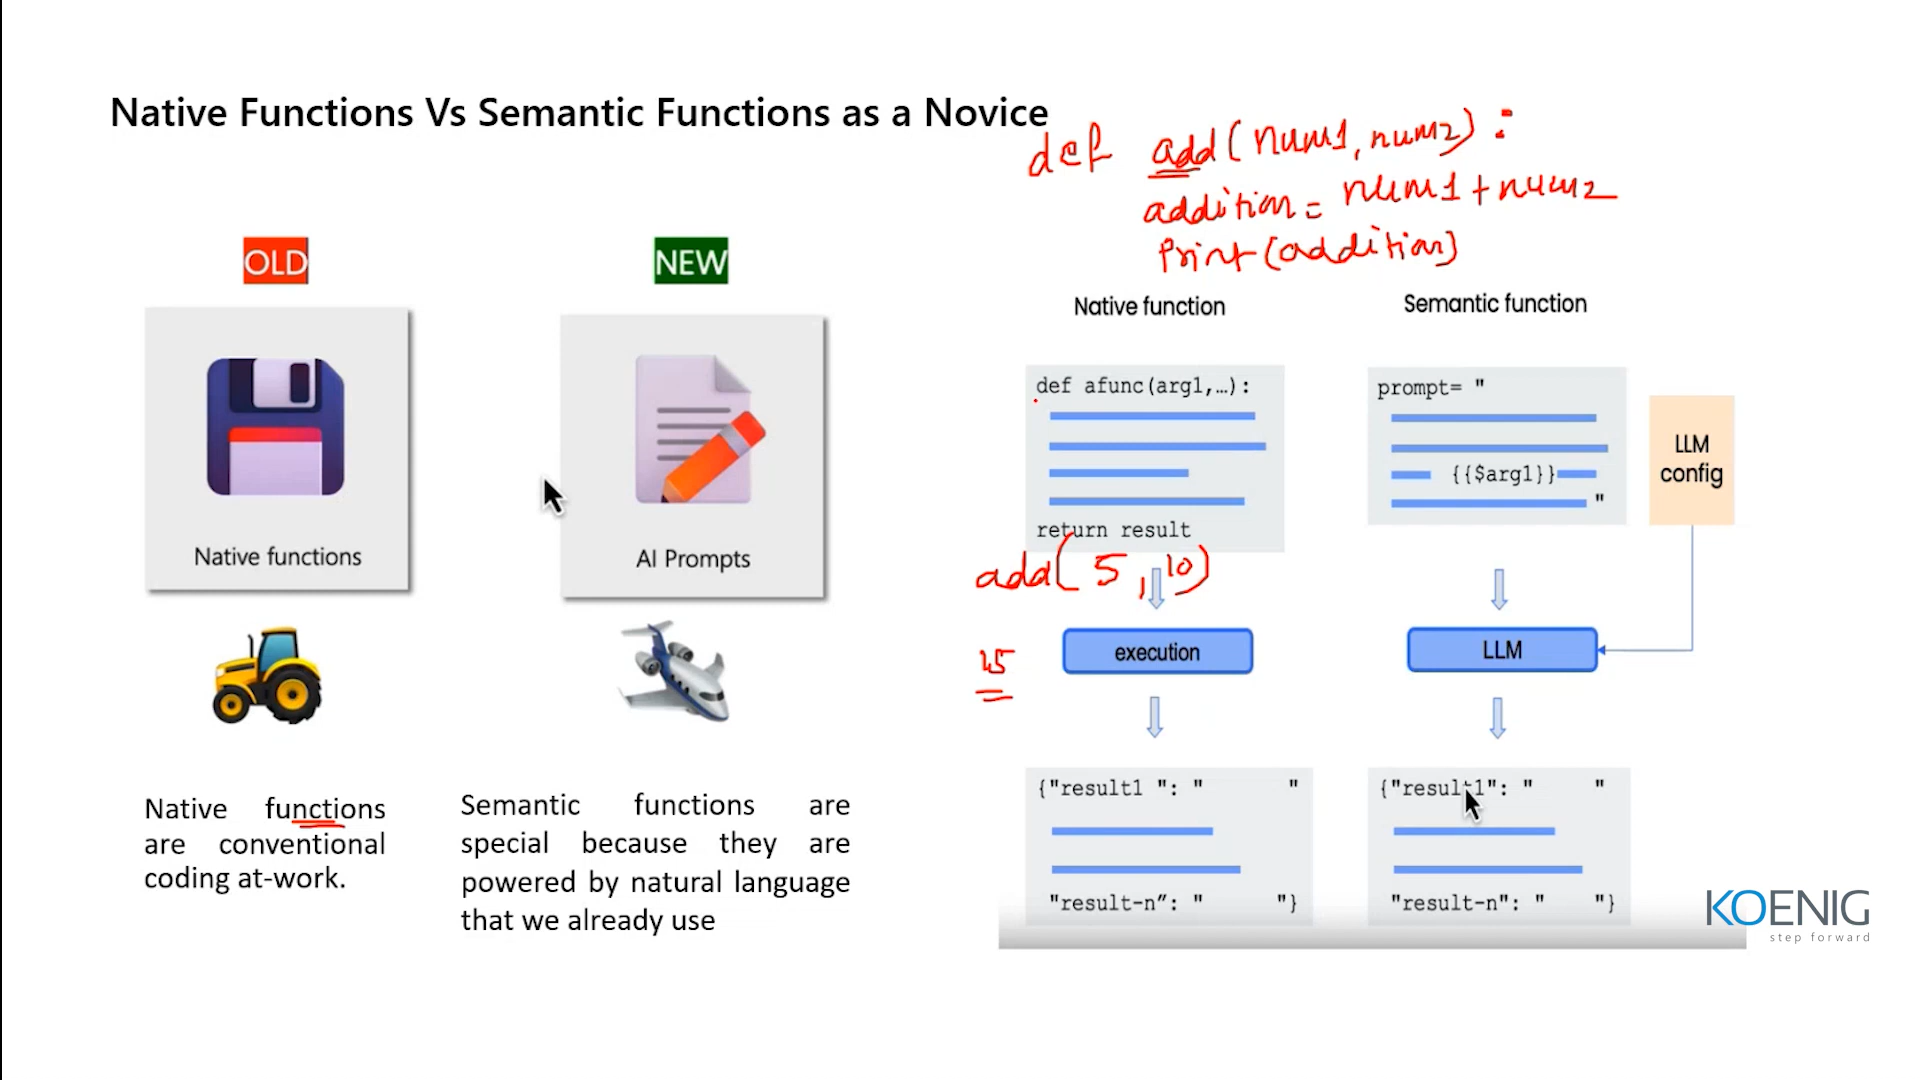 Native Functions Vs Semantic Functions as a Novice
def add(num1, num2):
addition = num1 + num2
Print(addition)
OLD
NEW
Native functions
AI Prompts
Native functions
are conventional
coding at-work.
Semantic functions are
special because they are
powered by natural language
that we already use
Native function
def afunc(arg1,…):
return result
add(5, 10)
15
execution
{"result1 ": " "
"result-n”: " "}
Semantic function
prompt= "
{{$arg1}}
"
LLM
config
LLM
{"result1": " "
"result-n": " "}
KOENIG
step forward